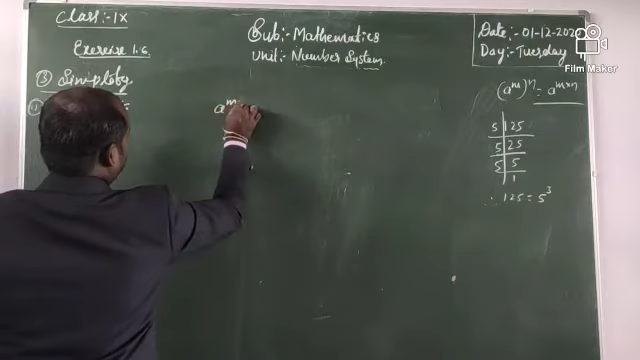 Class:- IX
Sub:- Mathematics
Unit:- Number System
Date:- 01-12-202
Day:- Tuesday
Film Maker
Exercise 1.6
③ Simplify
(a^m)^n = a^{m×n}
a^m
5 | 125
5 | 25
5 | 5
1
∴ 125 = 5^3